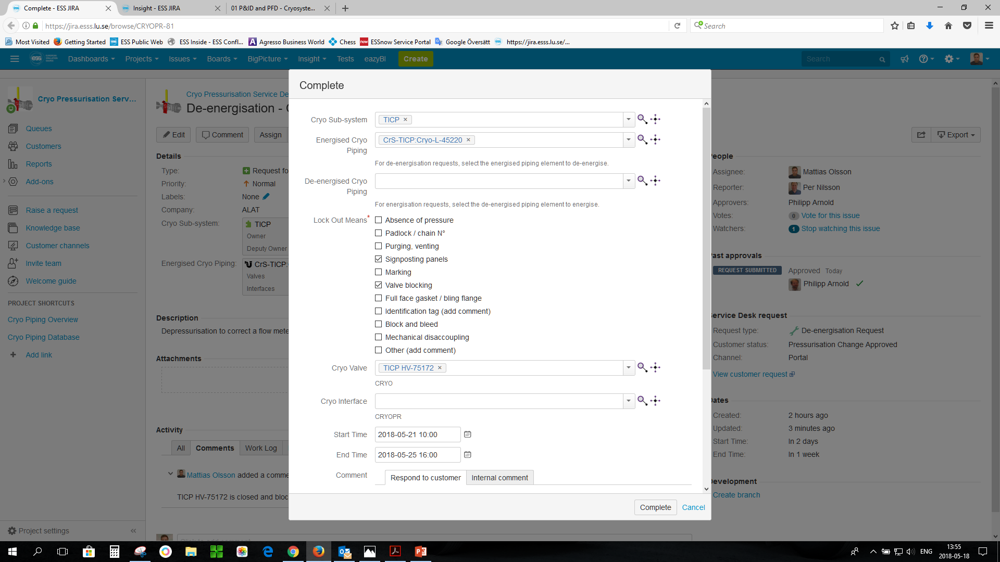 Complete - ESS JIRA
Insight - ESS JIRA
01 P&ID and PFD - Cryosyste...
https://jira.esss.lu.se/browse/CRYOPR-81
Search
Most Visited
Getting Started
ESS Public Web
ESS Inside - ESS Confl...
Agresso Business World
Chess
ESSnow Service Portal
Google Översätt
https://jira.esss.lu.se/...
ess
Dashboards
Projects
Issues
Boards
BigPicture
Insight
Tests
eazyBI
Create
Search
Cryo Pressurisation Serv...
Queues
Customers
Reports
Add-ons
Raise a request
Knowledge base
Customer channels
Invite team
Welcome guide
PROJECT SHORTCUTS
Cryo Piping Overview
Cryo Piping Database
Add link
Project settings
Cryo Pressurisation Service De
De-energisation -
Edit
Comment
Assign
Details
Type:
Request fo
Priority:
Normal
Labels:
None
Company:
ALAT
Cryo Sub-system:
TICP
Owner
Deputy Owner
Energised Cryo Piping:
CrS-TICP:
Valves
Interfaces
Description
Depressurisation to correct a flow mete
Attachments
Activity
All
Comments
Work Log
Mattias Olsson added a comme
TICP HV-75172 is closed and bloc
Complete
Cryo Sub-system
TICP
Energised Cryo
Piping
CrS-TICP:Cryo-L-45220
For de-energisation requests, select the energised piping element to de-energise.
De-energised Cryo
Piping
For energisation requests, select the de-energised piping element to energise.
Lock Out Means*
Absence of pressure
Padlock / chain N°
Purging, venting
Signposting panels
Marking
Valve blocking
Full face gasket / bling flange
Identification tag (add comment)
Block and bleed
Mechanical disaccoupling
Other (add comment)
Cryo Valve
TICP HV-75172
CRYO
Cryo Interface
CRYOPR
Start Time
2018-05-21 10:00
End Time
2018-05-25 16:00
Comment
Respond to customer
Internal comment
Complete
Cancel
Export
People
Assignee:
Mattias Olsson
Reporter:
Per Nilsson
Approvers:
Philipp Arnold
Votes:
0 Vote for this issue
Watchers:
1 Stop watching this issue
Past approvals
REQUEST SUBMITTED
Approved Today
Philipp Arnold
Service Desk request
Request type:
De-energisation Request
Customer status:
Pressurisation Change Approved
Channel:
Portal
View customer request
Dates
Created:
2 hours ago
Updated:
3 minutes ago
Start Time:
In 2 days
End Time:
In 1 week
Development
Create branch
ENG
13:55
2018-05-18